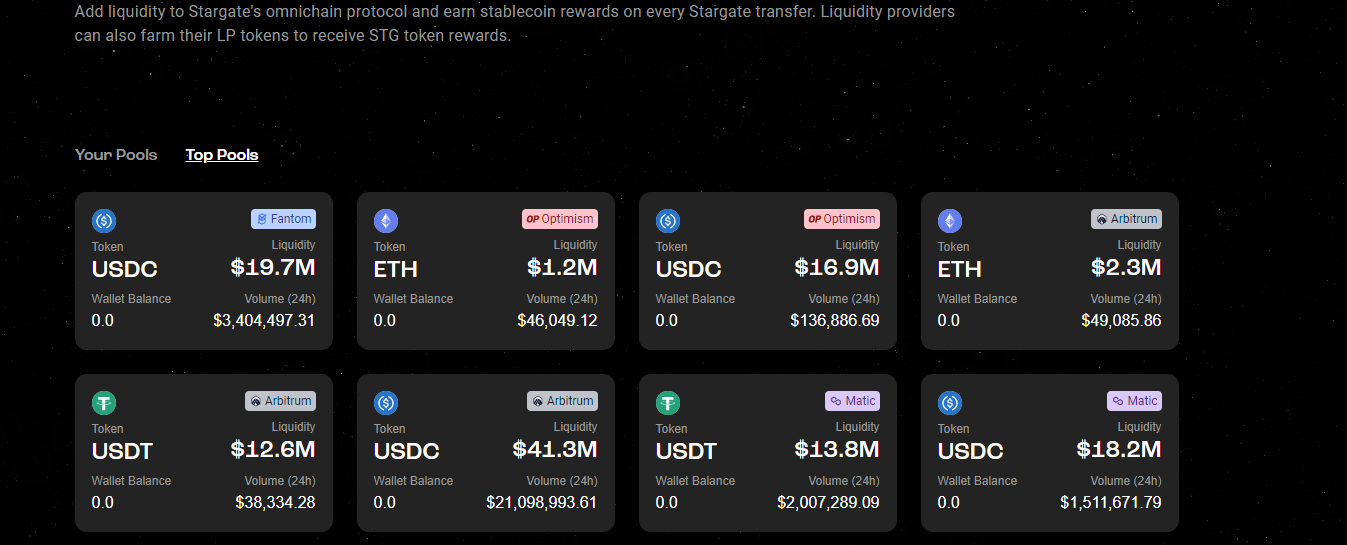 Add liquidity to Stargate's omnichain protocol and earn stablecoin rewards on every Stargate transfer. Liquidity providers
can also farm their LP tokens to receive STG token rewards.
Your Pools Top Pools
Fantom OP Optimism OP Optimism Arbitrum
Token Liquidity Token Liquidity Token Liquidity Token Liquidity
USDC $19.7M ETH $1.2M USDC $16.9M ETH $2.3M
Wallet Balance Volume (24h) Wallet Balance Volume (24h) Wallet Balance Volume (24h) Wallet Balance Volume (24h)
0.0 $3,404,497.31 0.0 $46,049.12 0.0 $136,886.69 0.0 $49,085.86
Arbitrum Arbitrum Matic Matic
Token Liquidity Token Liquidity Token Liquidity Token Liquidity
USDT $12.6M USDC $41.3M USDT $13.8M USDC $18.2M
Wallet Balance Volume (24h) Wallet Balance Volume (24h) Wallet Balance Volume (24h) Wallet Balance Volume (24h)
0.0 $38,334.28 0.0 $21,098,993.61 0.0 $2,007,289.09 0.0 $1,511,671.79